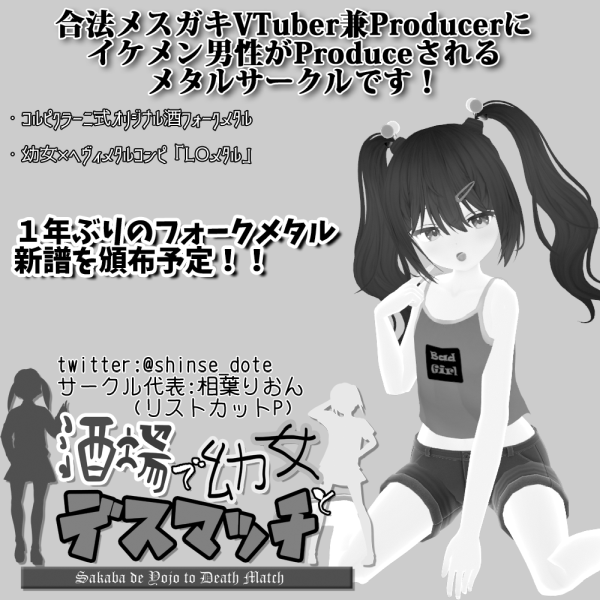 合法メスガキVTuber兼Producerに
イケメン男性がProduceされる
メタルサークルです！
・コルピクラーニ式オリジナル酒フォークメタル
・幼女×ヘヴィメタルコンピ『LOメタル』
１年ぶりのフォークメタル
新譜を頒布予定！！
Bad
Girl
twitter:@shinse_dote
サークル代表:相葉りおん
(リストカットP)
酒場で幼女
とデスマッチ
Sakaba de Yojo to Death Match